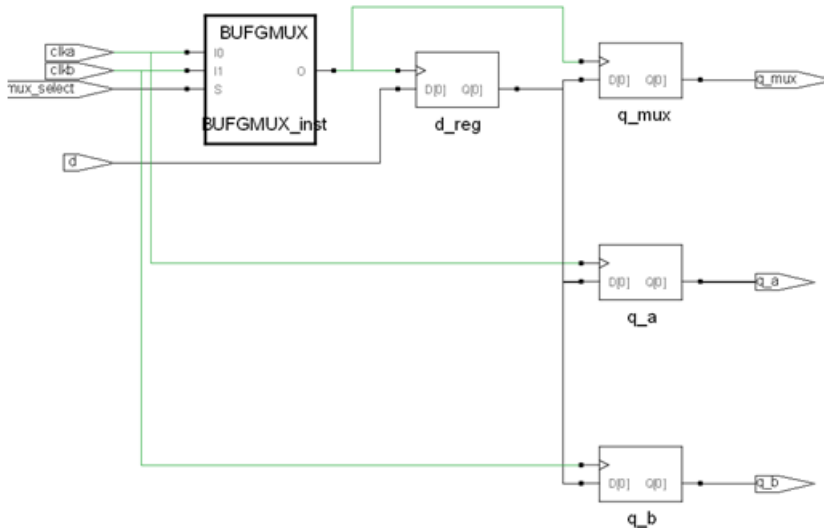 BUFGMUX
clka
I0
clkb
I1
O
mux_select
S
BUFGMUX_inst
D[0] Q[0]
d_reg
D[0] Q[0]
q_mux
q_mux
d
D[0] Q[0]
q_a
q_a
D[0] Q[0]
q_b
q_b